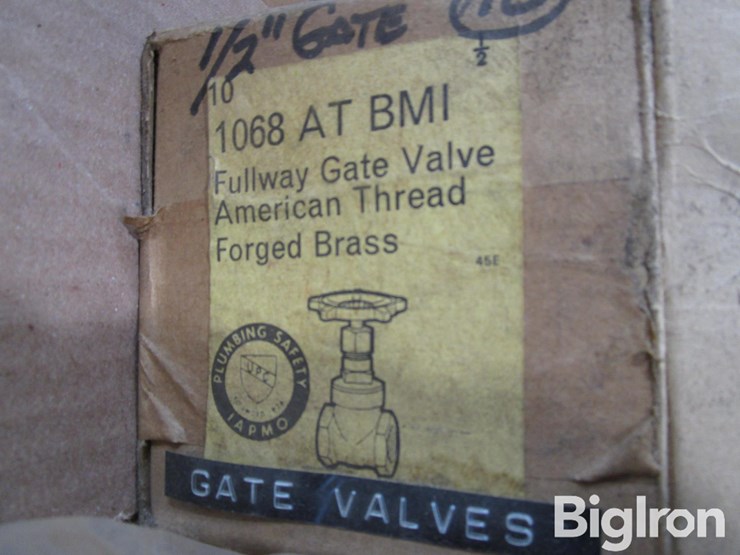 1/2" GATE
10
1/2
1068 AT BMI
Fullway Gate Valve
American Thread
Forged Brass
45E
PLUMBING SAFETY
UPC
IAPMO
GATE VALVES
BigIron